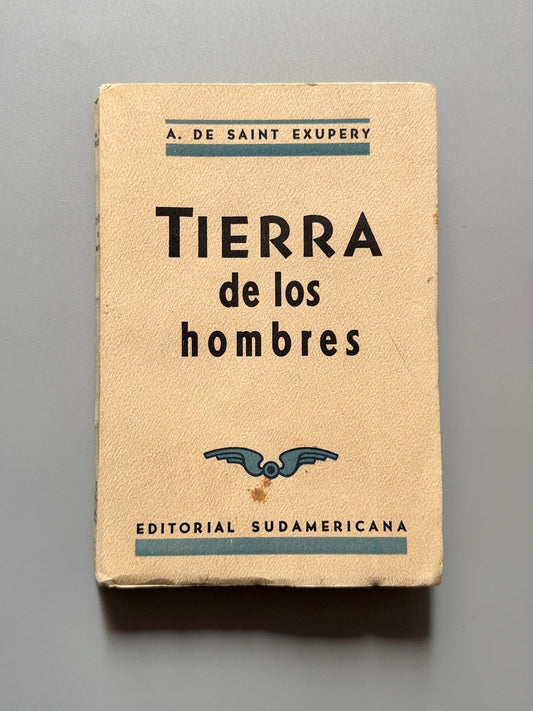 A. DE SAINT EXUPERY
TIERRA
de los
hombres
EDITORIAL SUDAMERICANA